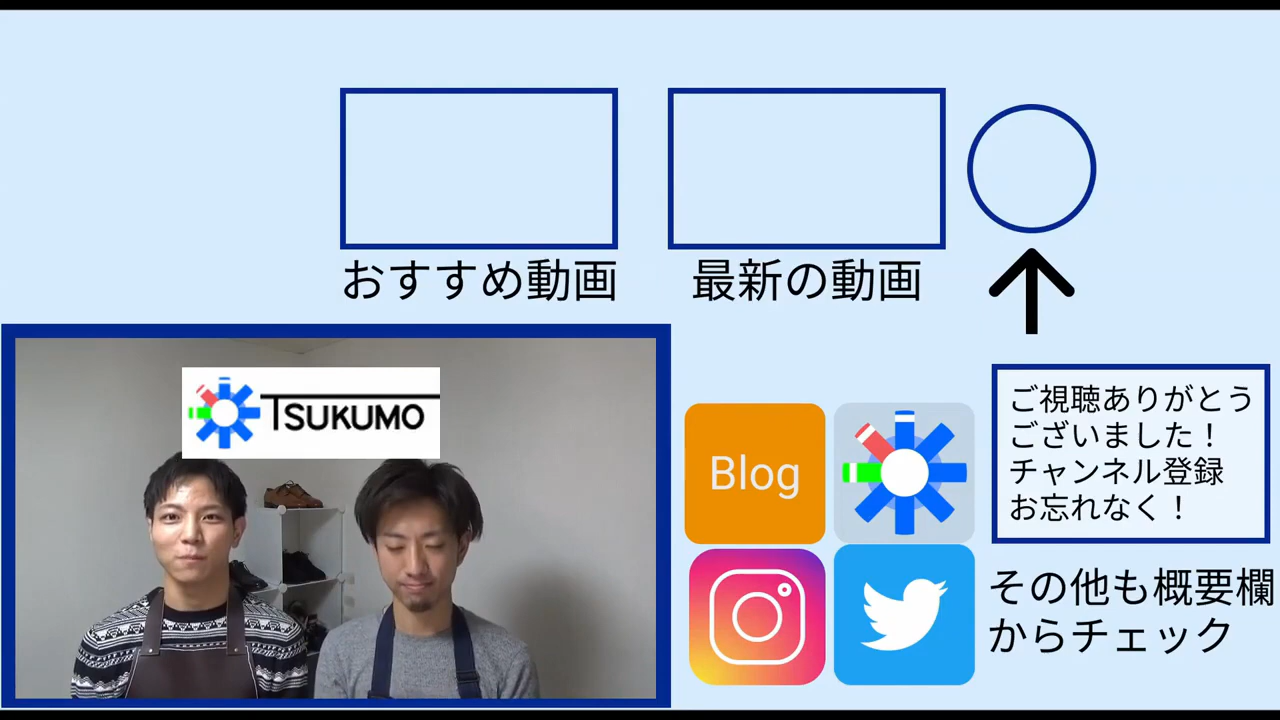 おすすめ動画
最新の動画
TSUKUMO
Blog
ご視聴ありがとう
ございました！
チャンネル登録
お忘れなく！
その他も概要欄
からチェック